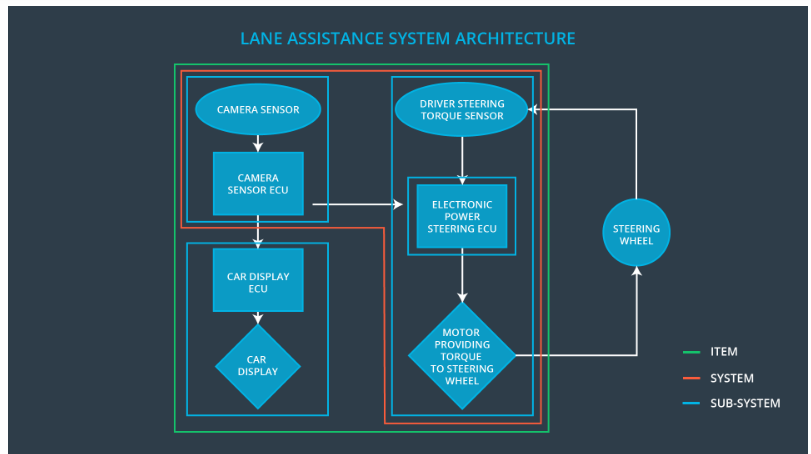 LANE ASSISTANCE SYSTEM ARCHITECTURE
CAMERA SENSOR
DRIVER STEERING
TORQUE SENSOR
CAMERA
SENSOR ECU
ELECTRONIC
POWER
STEERING ECU
STEERING
WHEEL
CAR DISPLAY
ECU
CAR
DISPLAY
MOTOR
PROVIDING
TORQUE
TO STEERING
WHEEL
ITEM
SYSTEM
SUB-SYSTEM